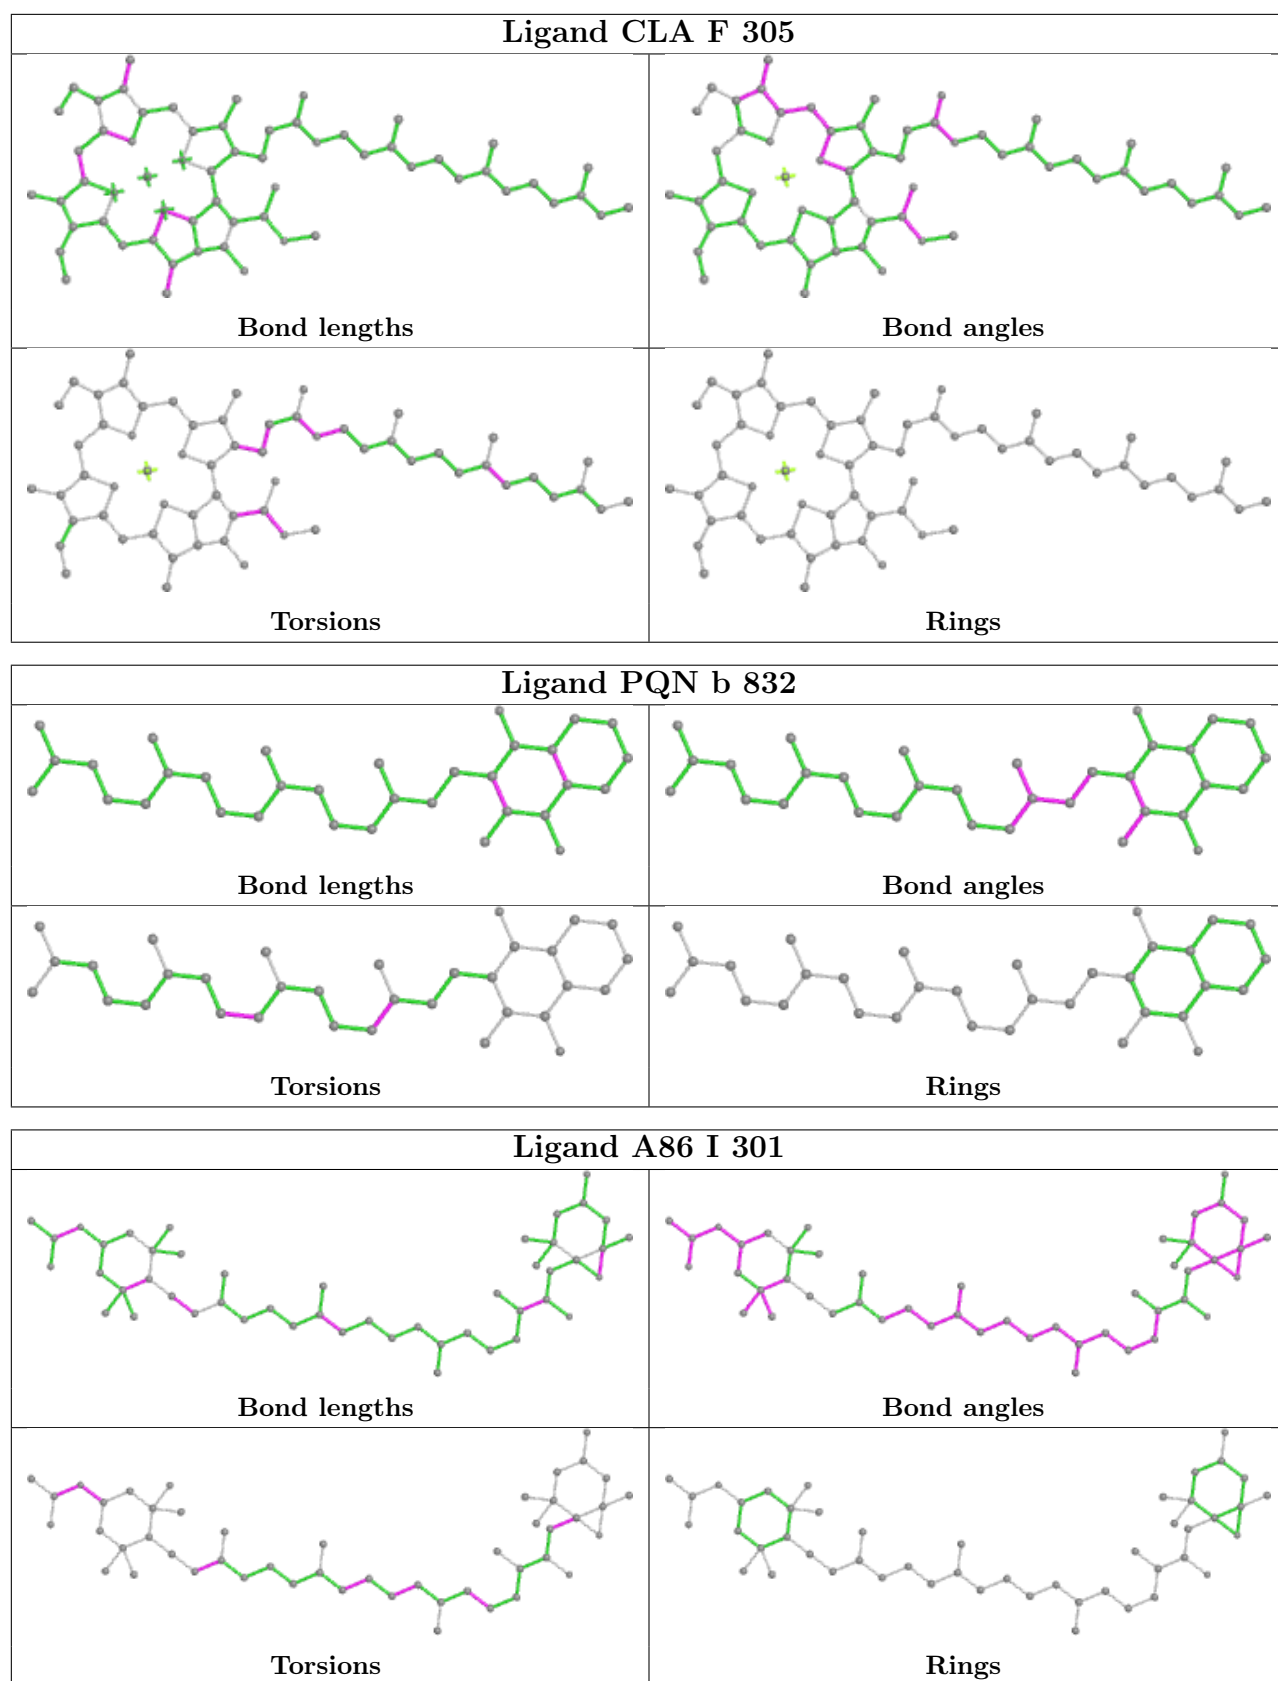 Ligand CLA F 305
Bond lengths
Bond angles
Torsions
Rings
Ligand PQN b 832
Bond lengths
Bond angles
Torsions
Rings
Ligand A86 I 301
Bond lengths
Bond angles
Torsions
Rings